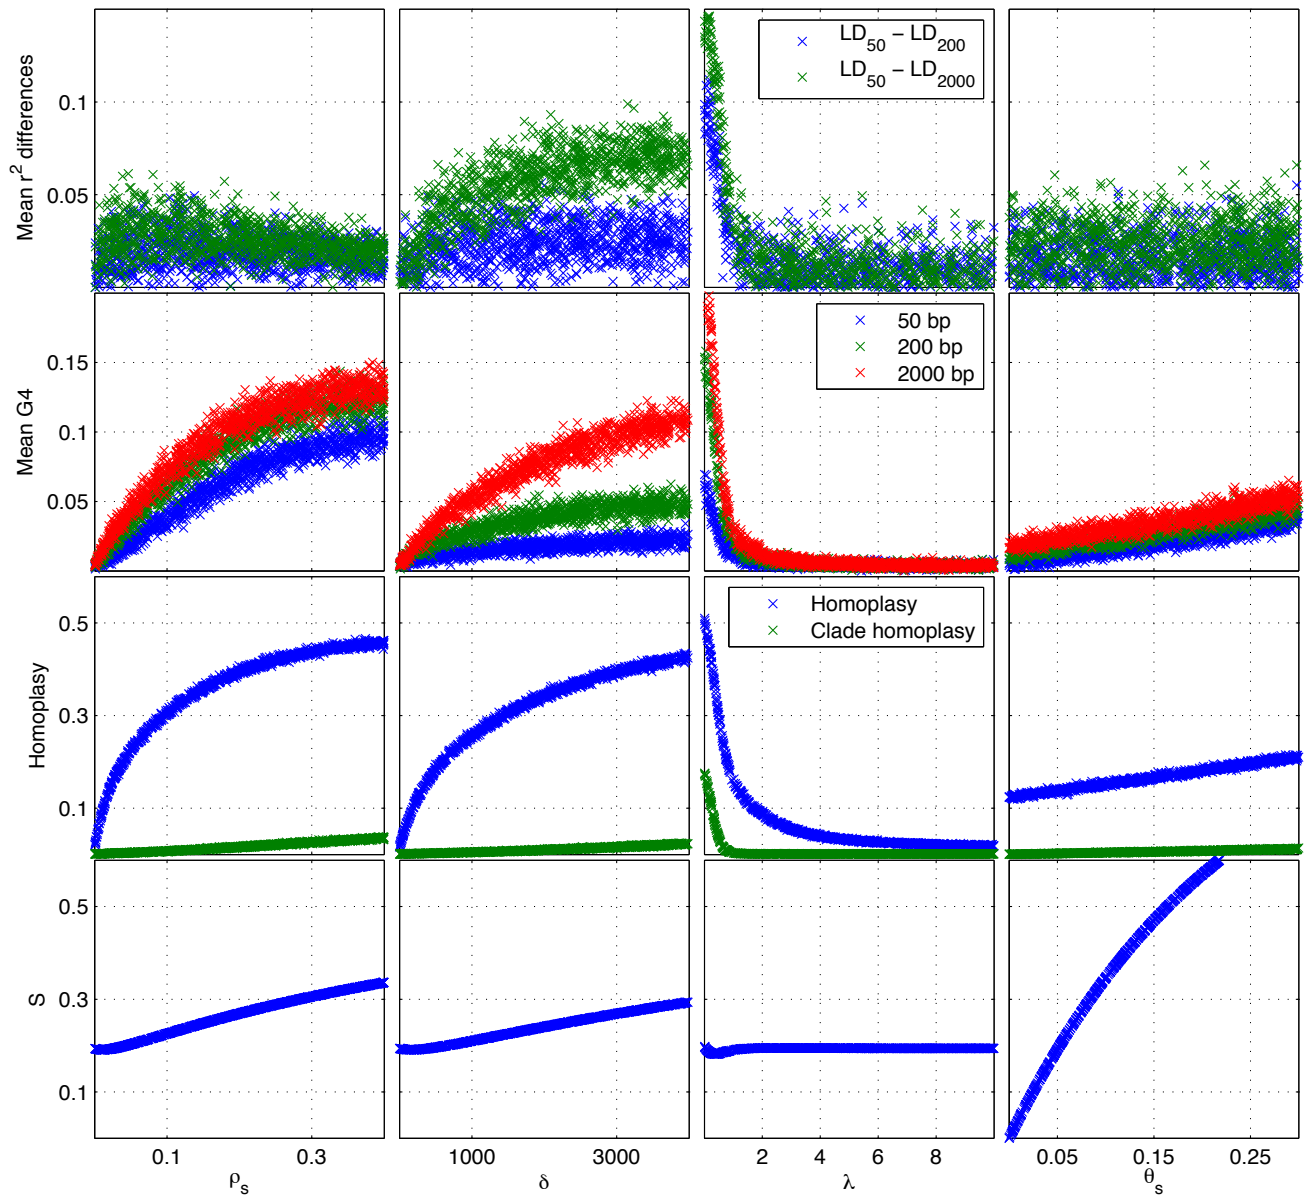 Mean r² differences
0.1
0.05
LD₅₀ − LD₂₀₀
LD₅₀ − LD₂₀₀₀
Mean G4
0.15
0.1
0.05
50 bp
200 bp
2000 bp
Homoplasy
0.5
0.3
0.1
Homoplasy
Clade homoplasy
S
0.5
0.3
0.1
0.1 0.3
1000 3000
2 4 6 8
0.05 0.15 0.25
ρₛ
δ
λ
θₛ